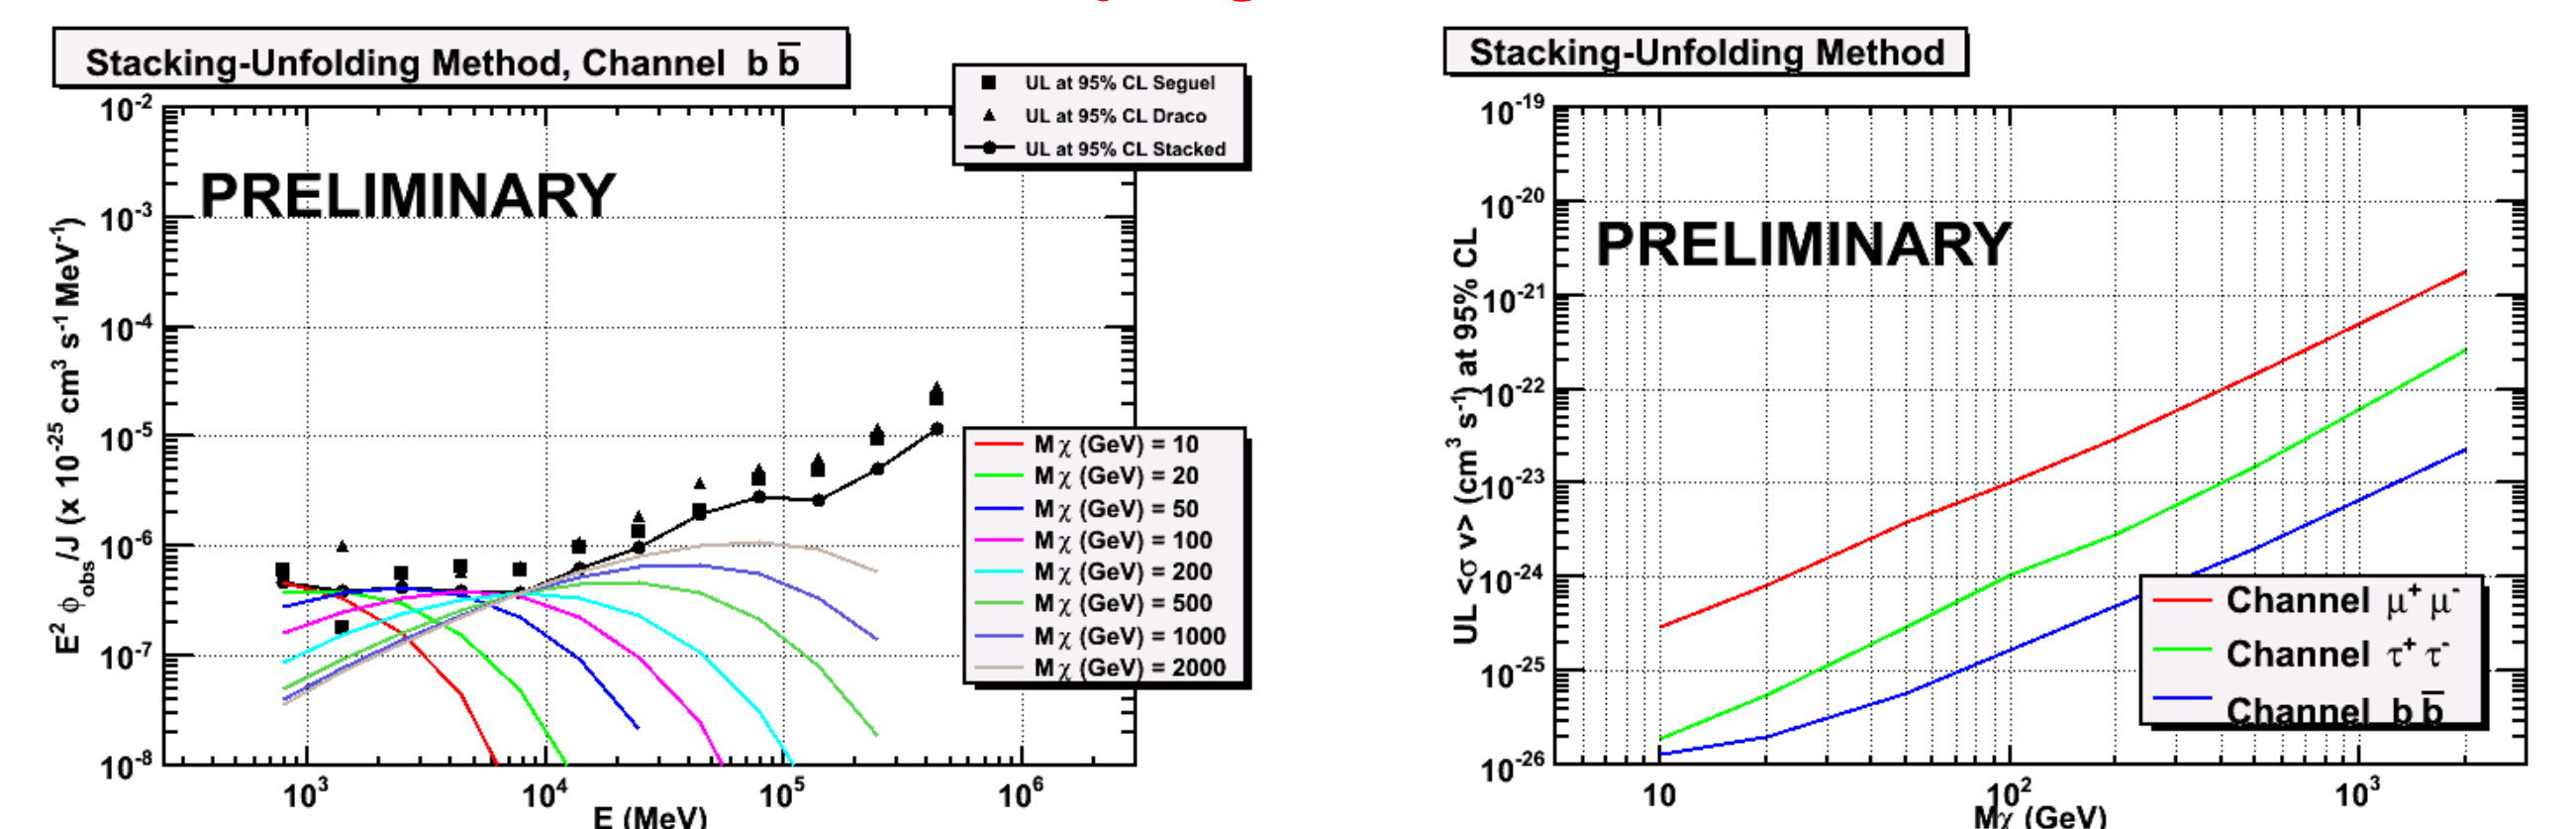 Stacking-Unfolding Method, Channel b b̅
UL at 95% CL Seguel
UL at 95% CL Draco
UL at 95% CL Stacked
PRELIMINARY
10⁻²
10⁻³
10⁻⁴
10⁻⁵
10⁻⁶
10⁻⁷
10⁻⁸
E² ϕobs/J (x 10⁻²⁵ cm³ s⁻¹ MeV⁻¹)
Mχ (GeV) = 10
Mχ (GeV) = 20
Mχ (GeV) = 50
Mχ (GeV) = 100
Mχ (GeV) = 200
Mχ (GeV) = 500
Mχ (GeV) = 1000
Mχ (GeV) = 2000
10³ 10⁴ 10⁵ 10⁶
E (MeV)
Stacking-Unfolding Method
PRELIMINARY
10⁻¹⁹
10⁻²⁰
10⁻²¹
10⁻²²
10⁻²³
10⁻²⁴
10⁻²⁵
10⁻²⁶
UL <σ v> (cm³ s⁻¹) at 95% CL
Channel μ⁺ μ⁻
Channel τ⁺ τ⁻
Channel b b̅
10 10² 10³
Mχ (GeV)